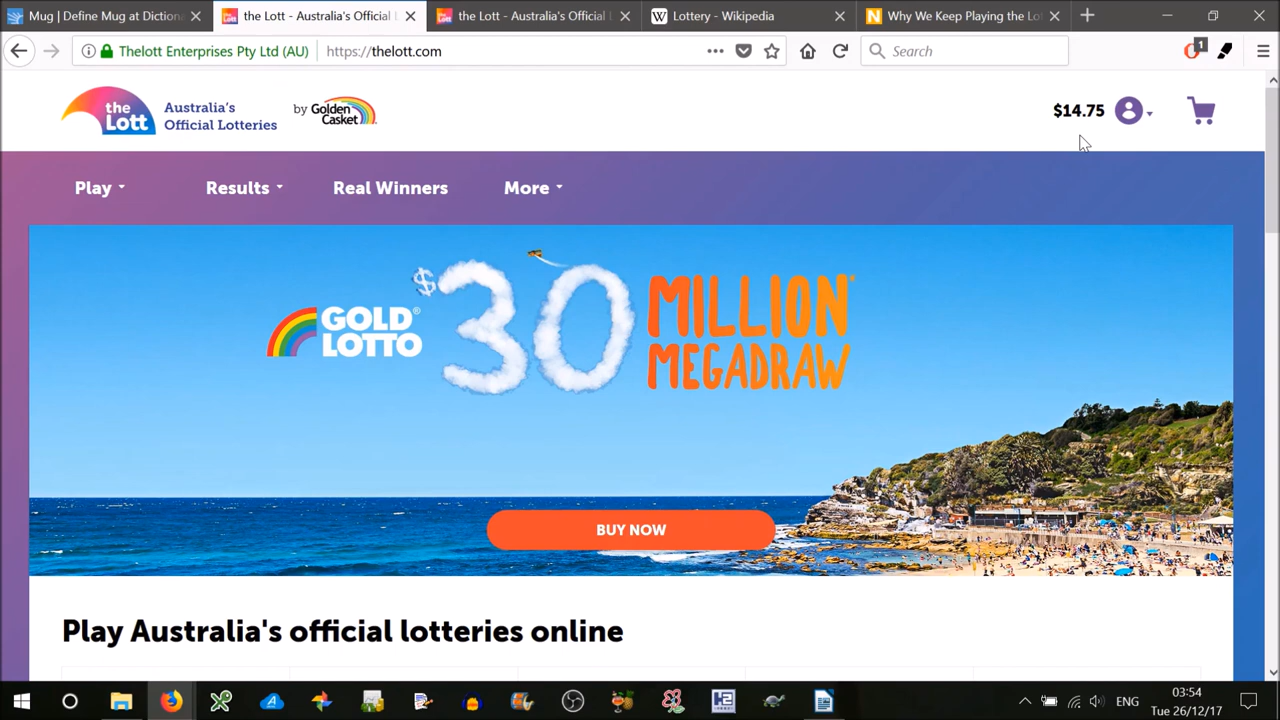 Mug | Define Mug at Dictiona
the Lott - Australia's Official L
the Lott - Australia's Official L
Lottery - Wikipedia
Why We Keep Playing the Lot
Thelott Enterprises Pty Ltd (AU)
https://thelott.com
Search
1
the Lott
Australia's
Official Lotteries
by Golden Casket
$14.75
Play
Results
Real Winners
More
GOLD LOTTO
$30 MILLION MEGADRAW
BUY NOW
Play Australia's official lotteries online
ENG
03:54
Tue 26/12/17